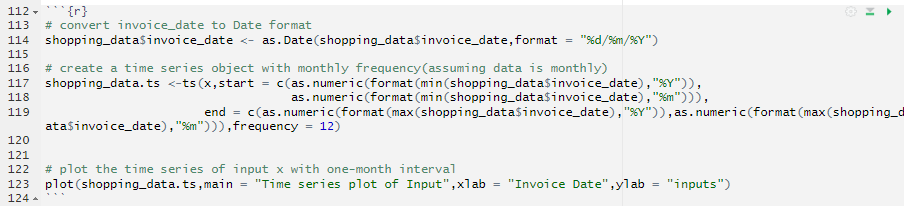 112 ```{r}
113 # convert invoice_date to Date format
114 shopping_data$invoice_date <- as.Date(shopping_data$invoice_date,format = "%d/%m/%Y")
115
116 # create a time series object with monthly frequency(assuming data is monthly)
117 shopping_data.ts <-ts(x,start = c(as.numeric(format(min(shopping_data$invoice_date),"%Y")),
118 as.numeric(format(min(shopping_data$invoice_date),"%m"))),
119 end = c(as.numeric(format(max(shopping_data$invoice_date),"%Y")),as.numeric(format(max(shopping_d
ata$invoice_date),"%m"))),frequency = 12)
120
121
122 # plot the time series of input x with one-month interval
123 plot(shopping_data.ts,main = "Time series plot of Input",xlab = "Invoice Date",ylab = "inputs")
124 ```